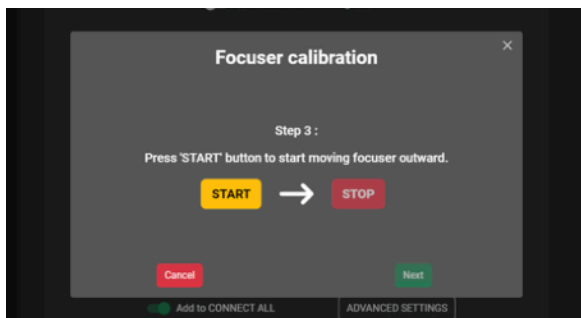 Focuser calibration
×
Step 3 :
Press 'START' button to start moving focuser outward.
START → STOP
Cancel
Next
Add to CONNECT ALL
ADVANCED SETTINGS